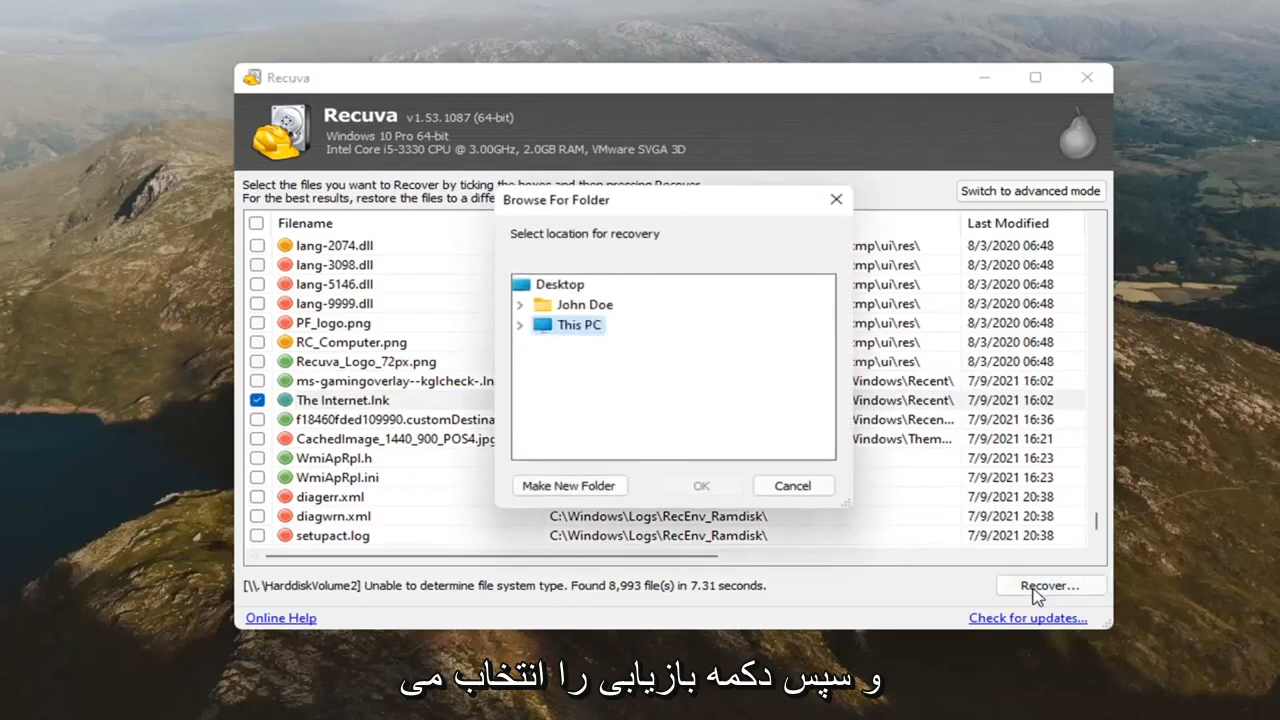 Recuva
Recuva v1.53.1087 (64-bit)
Windows 10 Pro 64-bit
Intel Core i5-3330 CPU @ 3.00GHz, 2.0GB RAM, VMware SVGA 3D
Select the files you want to Recover by ticking the boxes and then pressing Recover.
For the best results, restore the files to a diffe
Switch to advanced mode
Browse For Folder
Select location for recovery
Desktop
John Doe
This PC
Make New Folder OK Cancel
Filename Last Modified
lang-2074.dll tmp\ui\res\ 8/3/2020 06:48
lang-3098.dll tmp\ui\res\ 8/3/2020 06:48
lang-5146.dll tmp\ui\res\ 8/3/2020 06:48
lang-9999.dll tmp\ui\res\ 8/3/2020 06:48
PF_logo.png tmp\ui\res\ 8/3/2020 06:48
RC_Computer.png tmp\ui\res\ 8/3/2020 06:48
Recuva_Logo_72px.png tmp\ui\res\ 8/3/2020 06:48
ms-gamingoverlay--kglcheck-.ln Windows\Recent\ 7/9/2021 16:02
The Internet.lnk Windows\Recent\ 7/9/2021 16:02
f18460fded109990.customDestina Windows\Recen... 7/9/2021 16:36
CachedImage_1440_900_POS4.jpg Windows\Them... 7/9/2021 16:21
WmiApRpl.h 7/9/2021 16:23
WmiApRpl.ini 7/9/2021 16:23
diagerr.xml 7/9/2021 20:38
diagwrn.xml C:\Windows\Logs\RecEnv_Ramdisk\ 7/9/2021 20:38
setupact.log C:\Windows\Logs\RecEnv_Ramdisk\ 7/9/2021 20:38
[\\.\HarddiskVolume2] Unable to determine file system type. Found 8,993 file(s) in 7.31 seconds.
Recover...
Online Help Check for updates...
و سپس دکمه بازیابی را انتخاب می